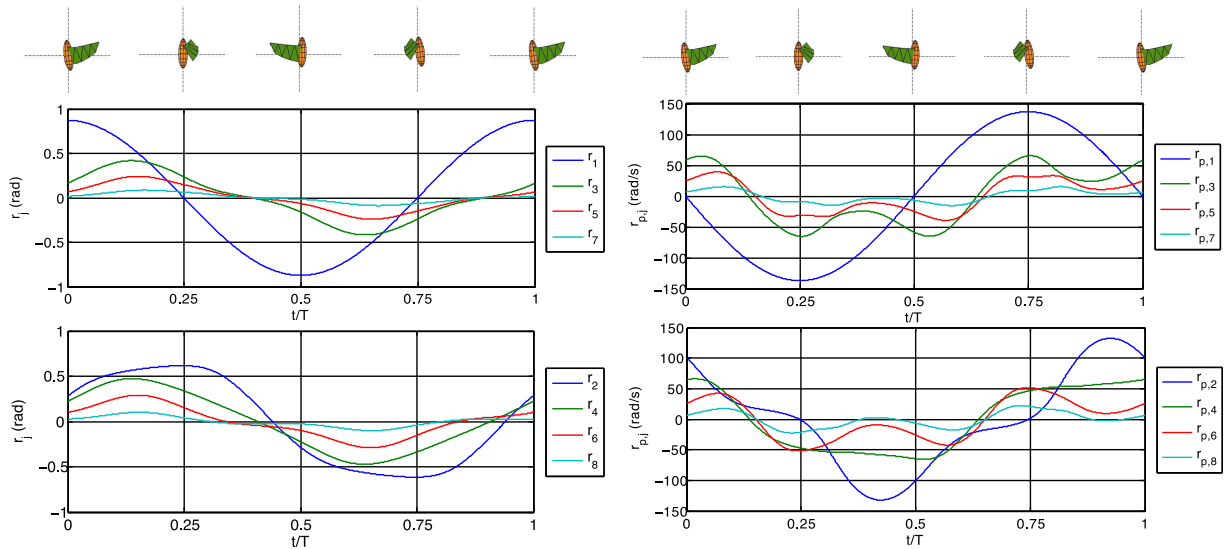 1
0.5
0
−0.5
−1
r_j (rad)
0 0.25 0.5 0.75 1
t/T
r_1
r_3
r_5
r_7
150
100
50
0
−50
−100
−150
r_p,j (rad/s)
0 0.25 0.5 0.75 1
t/T
r_p,1
r_p,3
r_p,5
r_p,7
1
0.5
0
−0.5
−1
r_j (rad)
0 0.25 0.5 0.75 1
t/T
r_2
r_4
r_6
r_8
150
100
50
0
−50
−100
−150
r_p,j (rad/s)
0 0.25 0.5 0.75 1
t/T
r_p,2
r_p,4
r_p,6
r_p,8